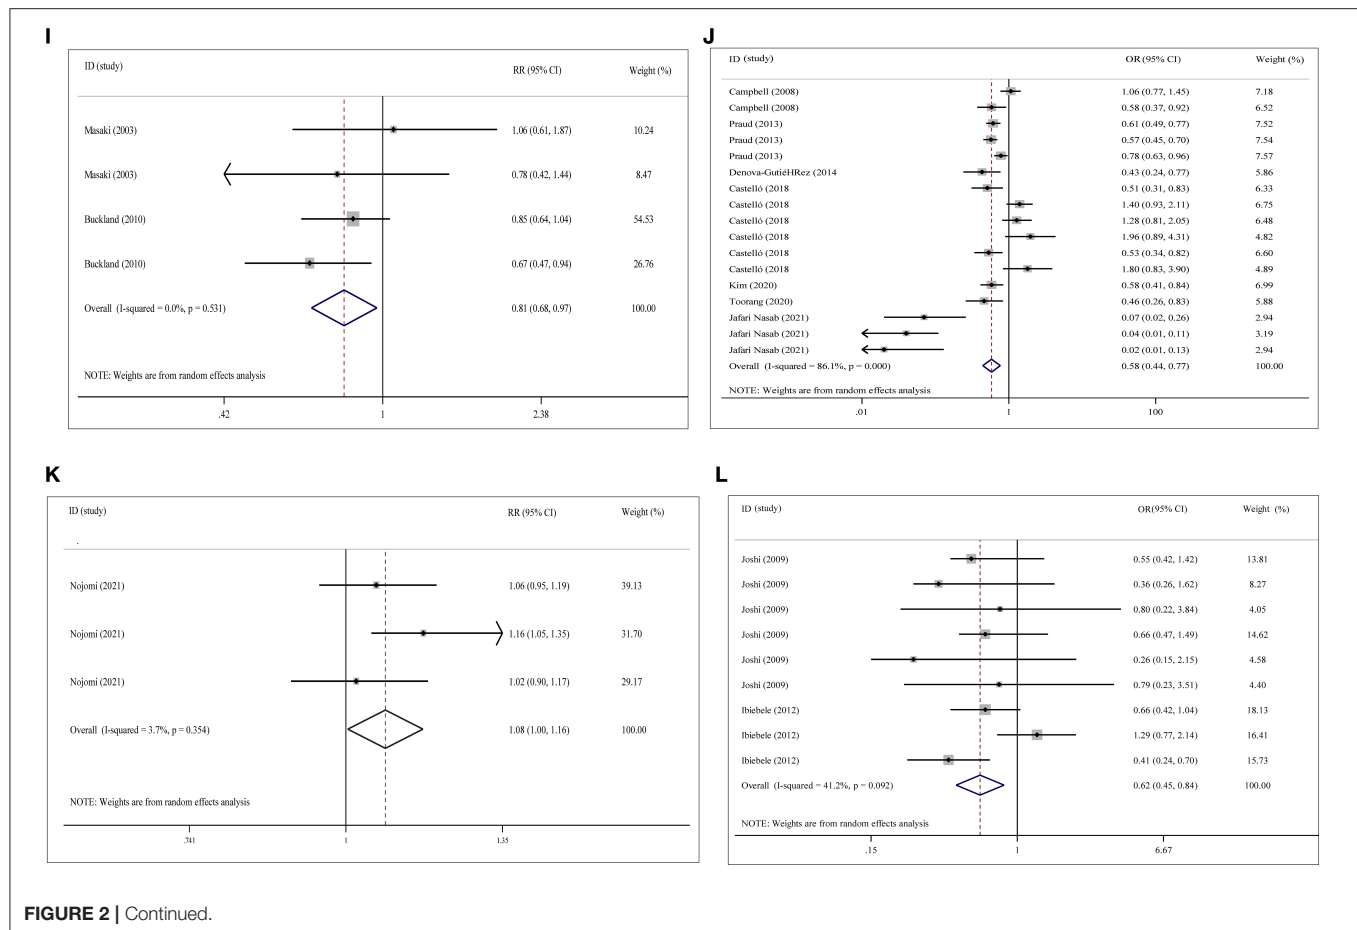 I
ID (study) RR (95% CI) Weight (%)
Masaki (2003) 1.06 (0.61, 1.87) 10.24
Masaki (2003) 0.78 (0.42, 1.44) 8.47
Buckland (2010) 0.85 (0.64, 1.04) 54.53
Buckland (2010) 0.67 (0.47, 0.94) 26.76
Overall (I-squared = 0.0%, p = 0.531) 0.81 (0.68, 0.97) 100.00
NOTE: Weights are from random effects analysis
.42 1 2.38
J
ID (study) OR (95% CI) Weight (%)
Campbell (2008) 1.06 (0.77, 1.45) 7.18
Campbell (2008) 0.58 (0.37, 0.92) 6.52
Praud (2013) 0.61 (0.49, 0.77) 7.52
Praud (2013) 0.57 (0.45, 0.70) 7.54
Praud (2013) 0.78 (0.63, 0.96) 7.57
Denova-GutiéHRez (2014 0.43 (0.24, 0.77) 5.86
Castelló (2018 0.51 (0.31, 0.83) 6.33
Castelló (2018 1.40 (0.93, 2.11) 6.75
Castelló (2018 1.28 (0.81, 2.05) 6.48
Castelló (2018 1.96 (0.89, 4.31) 4.82
Castelló (2018 0.53 (0.34, 0.82) 6.60
Castelló (2018 1.80 (0.83, 3.90) 4.89
Kim (2020) 0.58 (0.41, 0.84) 6.99
Toorang (2020) 0.46 (0.26, 0.83) 5.88
Jafari Nasab (2021) 0.07 (0.02, 0.26) 2.94
Jafari Nasab (2021) 0.04 (0.01, 0.11) 3.19
Jafari Nasab (2021) 0.02 (0.01, 0.13) 2.94
Overall (I-squared = 86.1%, p = 0.000) 0.58 (0.44, 0.77) 100.00
NOTE: Weights are from random effects analysis
.01 1 100
K
ID (study) RR (95% CI) Weight (%)
.
Nojomi (2021) 1.06 (0.95, 1.19) 39.13
Nojomi (2021) 1.16 (1.05, 1.35) 31.70
Nojomi (2021) 1.02 (0.90, 1.17) 29.17
Overall (I-squared = 3.7%, p = 0.354) 1.08 (1.00, 1.16) 100.00
NOTE: Weights are from random effects analysis
.741 1 1.35
L
ID (study) OR(95% CI) Weight (%)
Joshi (2009) 0.55 (0.42, 1.42) 13.81
Joshi (2009) 0.36 (0.26, 1.62) 8.27
Joshi (2009) 0.80 (0.22, 3.84) 4.05
Joshi (2009) 0.66 (0.47, 1.49) 14.62
Joshi (2009) 0.26 (0.15, 2.15) 4.58
Joshi (2009) 0.79 (0.23, 3.51) 4.40
Ibiebele (2012) 0.66 (0.42, 1.04) 18.13
Ibiebele (2012) 1.29 (0.77, 2.14) 16.41
Ibiebele (2012) 0.41 (0.24, 0.70) 15.73
Overall (I-squared = 41.2%, p = 0.092) 0.62 (0.45, 0.84) 100.00
NOTE: Weights are from random effects analysis
.15 1 6.67
FIGURE 2 | Continued.